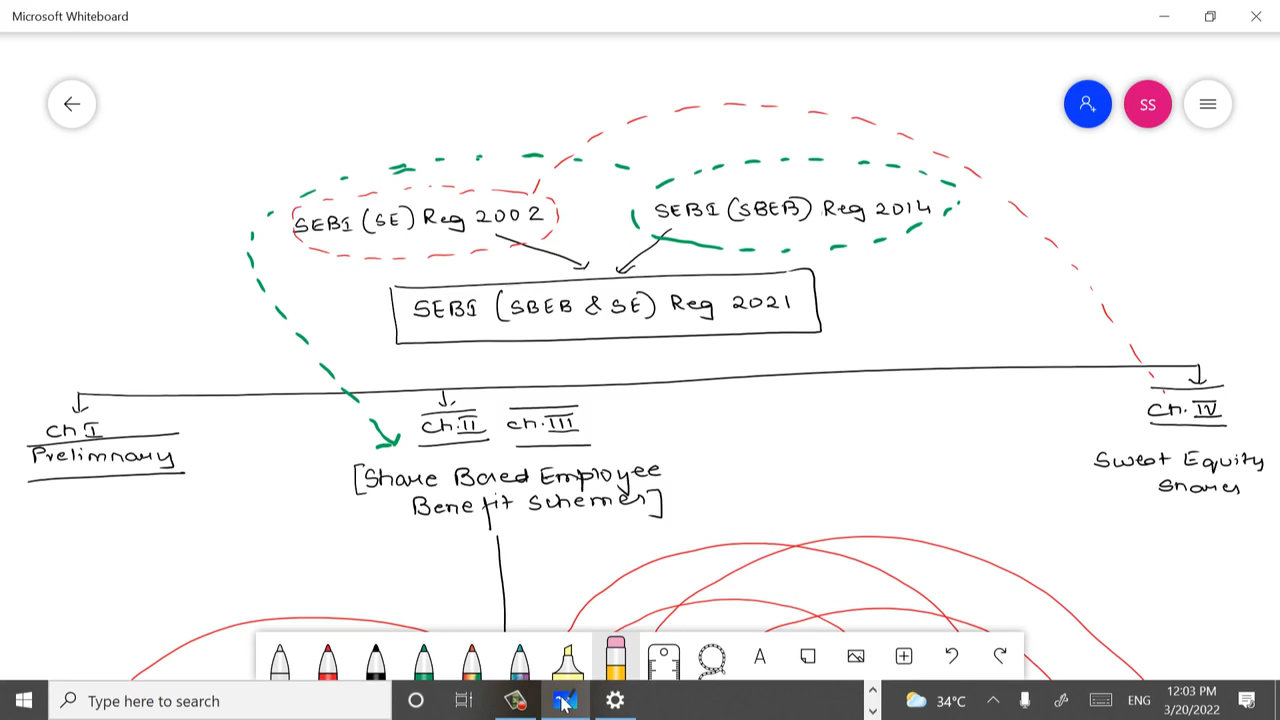 Microsoft Whiteboard
SS
SEBI (SE) Reg 2002
SEBI (SBEB) Reg 2014
SEBI (SBEB & SE) Reg 2021
Ch I
Prelimnary
Ch. II
Ch. III
[Share Based Employee
Benefit Schemes]
Ch. IV
Sweat Equity
Shares
A
Type here to search
34°C
ENG
12:03 PM
3/20/2022